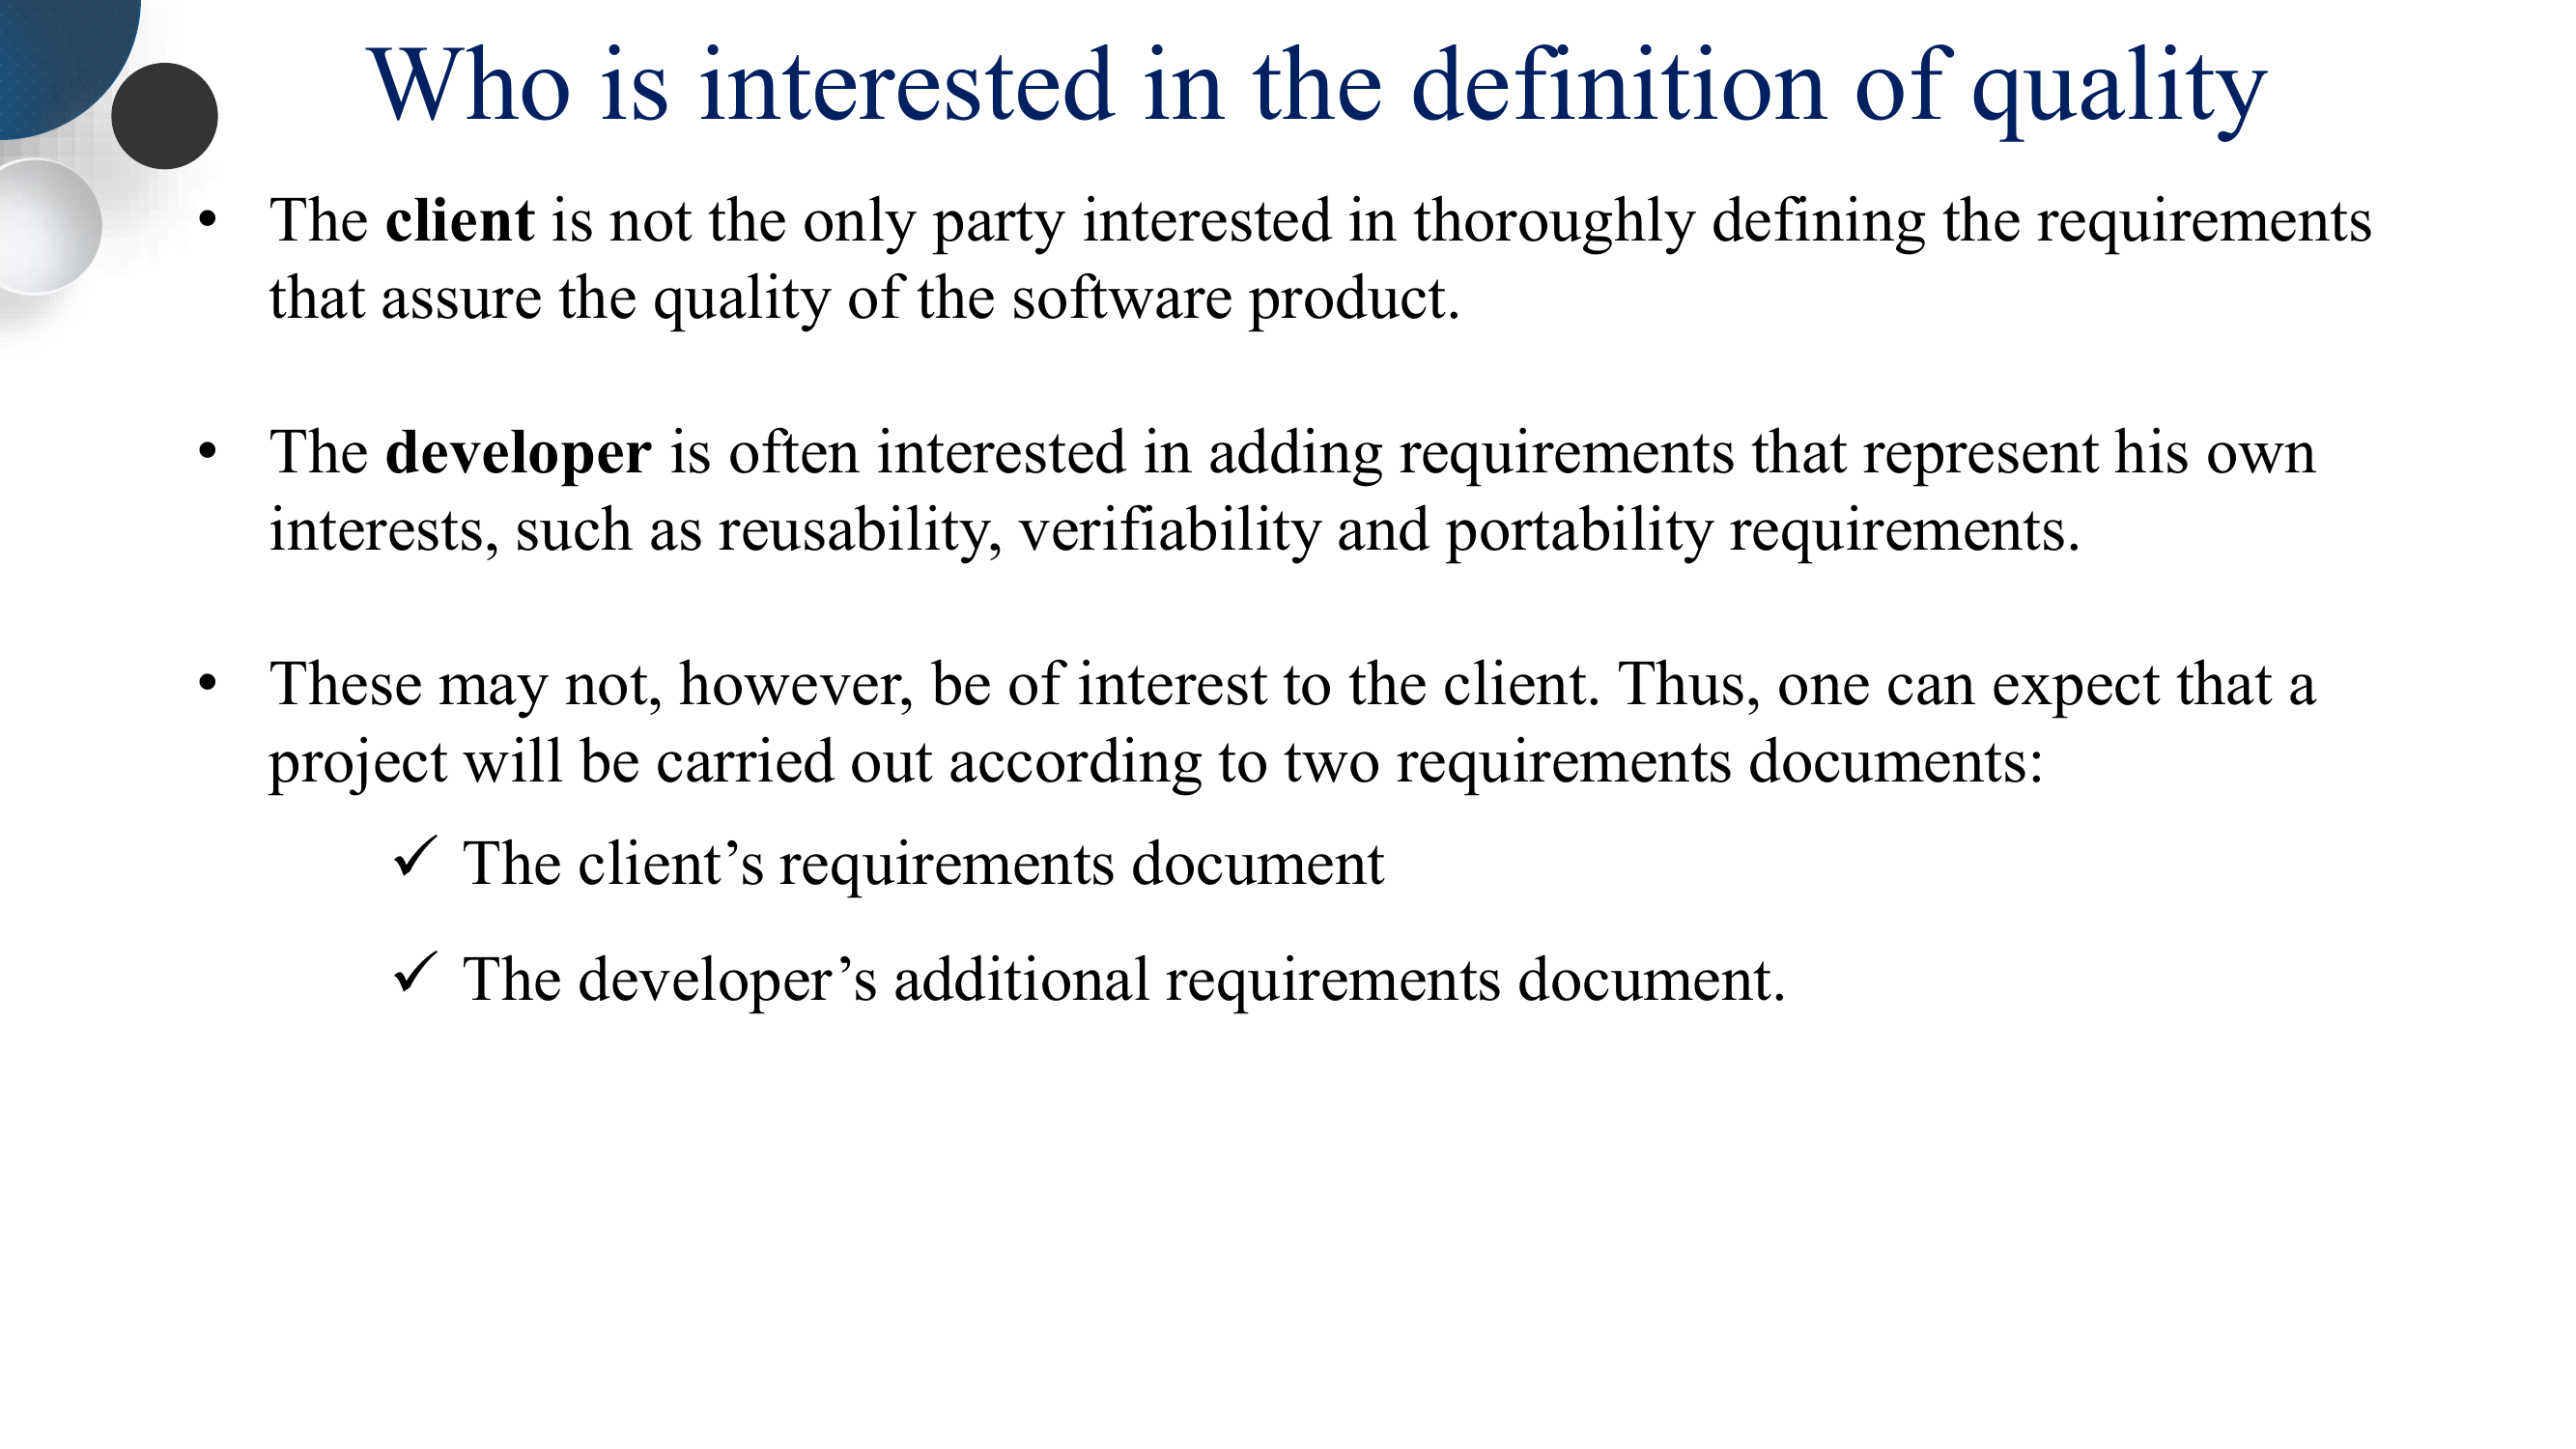 Who is interested in the definition of quality
• The client is not the only party interested in thoroughly defining the requirements
that assure the quality of the software product.
• The developer is often interested in adding requirements that represent his own
interests, such as reusability, verifiability and portability requirements.
• These may not, however, be of interest to the client. Thus, one can expect that a
project will be carried out according to two requirements documents:
✓ The client’s requirements document
✓ The developer’s additional requirements document.